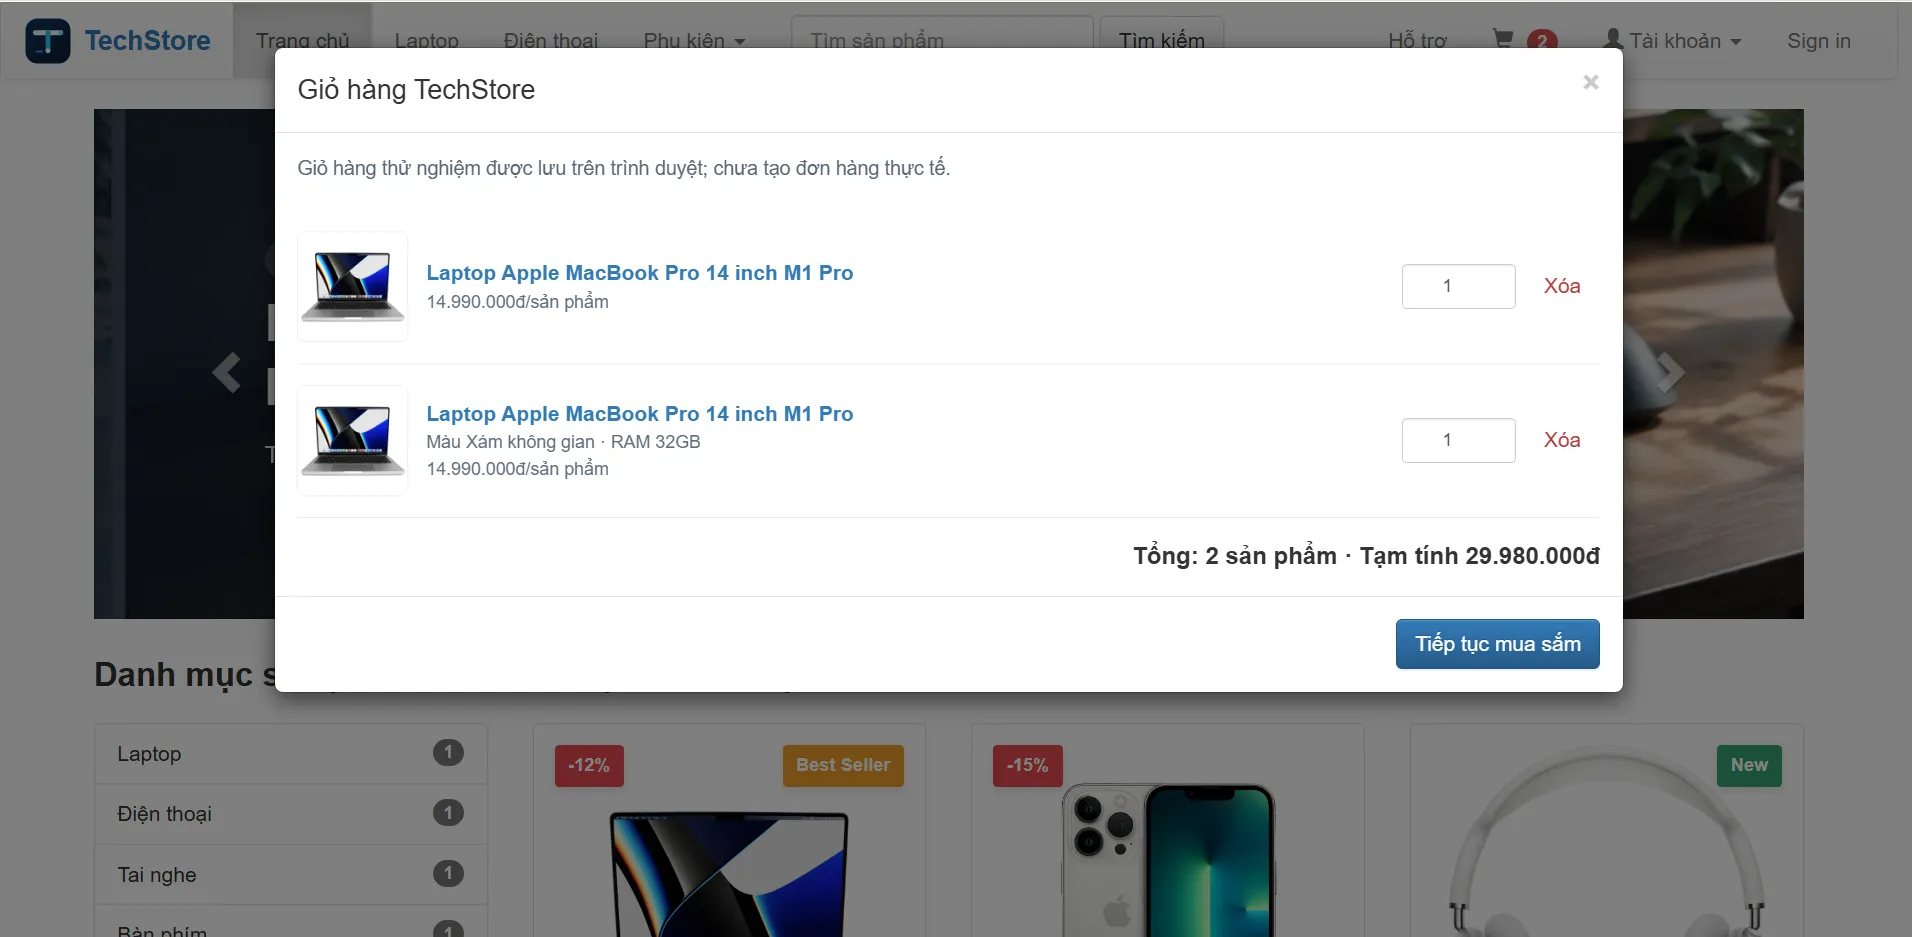 TechStore
Trang chủ
Laptop
Điện thoại
Phụ kiện
Tìm sản phẩm
Tìm kiếm
Hỗ trợ
2
Tài khoản
Sign in
Giỏ hàng TechStore
×
Giỏ hàng thử nghiệm được lưu trên trình duyệt; chưa tạo đơn hàng thực tế.
Laptop Apple MacBook Pro 14 inch M1 Pro
14.990.000đ/sản phẩm
1
Xóa
Laptop Apple MacBook Pro 14 inch M1 Pro
Màu Xám không gian · RAM 32GB
14.990.000đ/sản phẩm
1
Xóa
Tổng: 2 sản phẩm · Tạm tính 29.980.000đ
Tiếp tục mua sắm
Danh mục
Laptop
1
Điện thoại
1
Tai nghe
1
Bàn phím
1
-12%
Best Seller
-15%
New